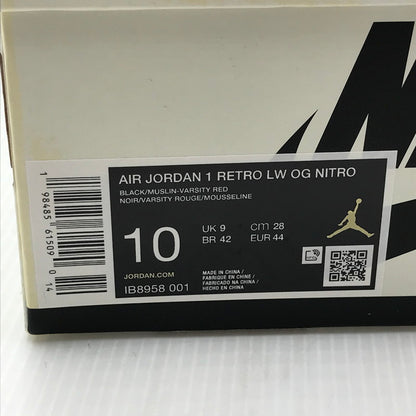 AIR JORDAN 1 RETRO LW OG NITRO
BLACK/MUSLIN-VARSITY RED
NOIR/VARSITY ROUGE/MOUSSELINE
10
UK 9 cm 28
BR 42 EUR 44
JORDAN.COM
IB8958 001
MADE IN CHINA /
FABRIQUÉ EN CHINE /
FABRICADO NA CHINA /
HECHO EN CHINA
1 98485 61509 0 14